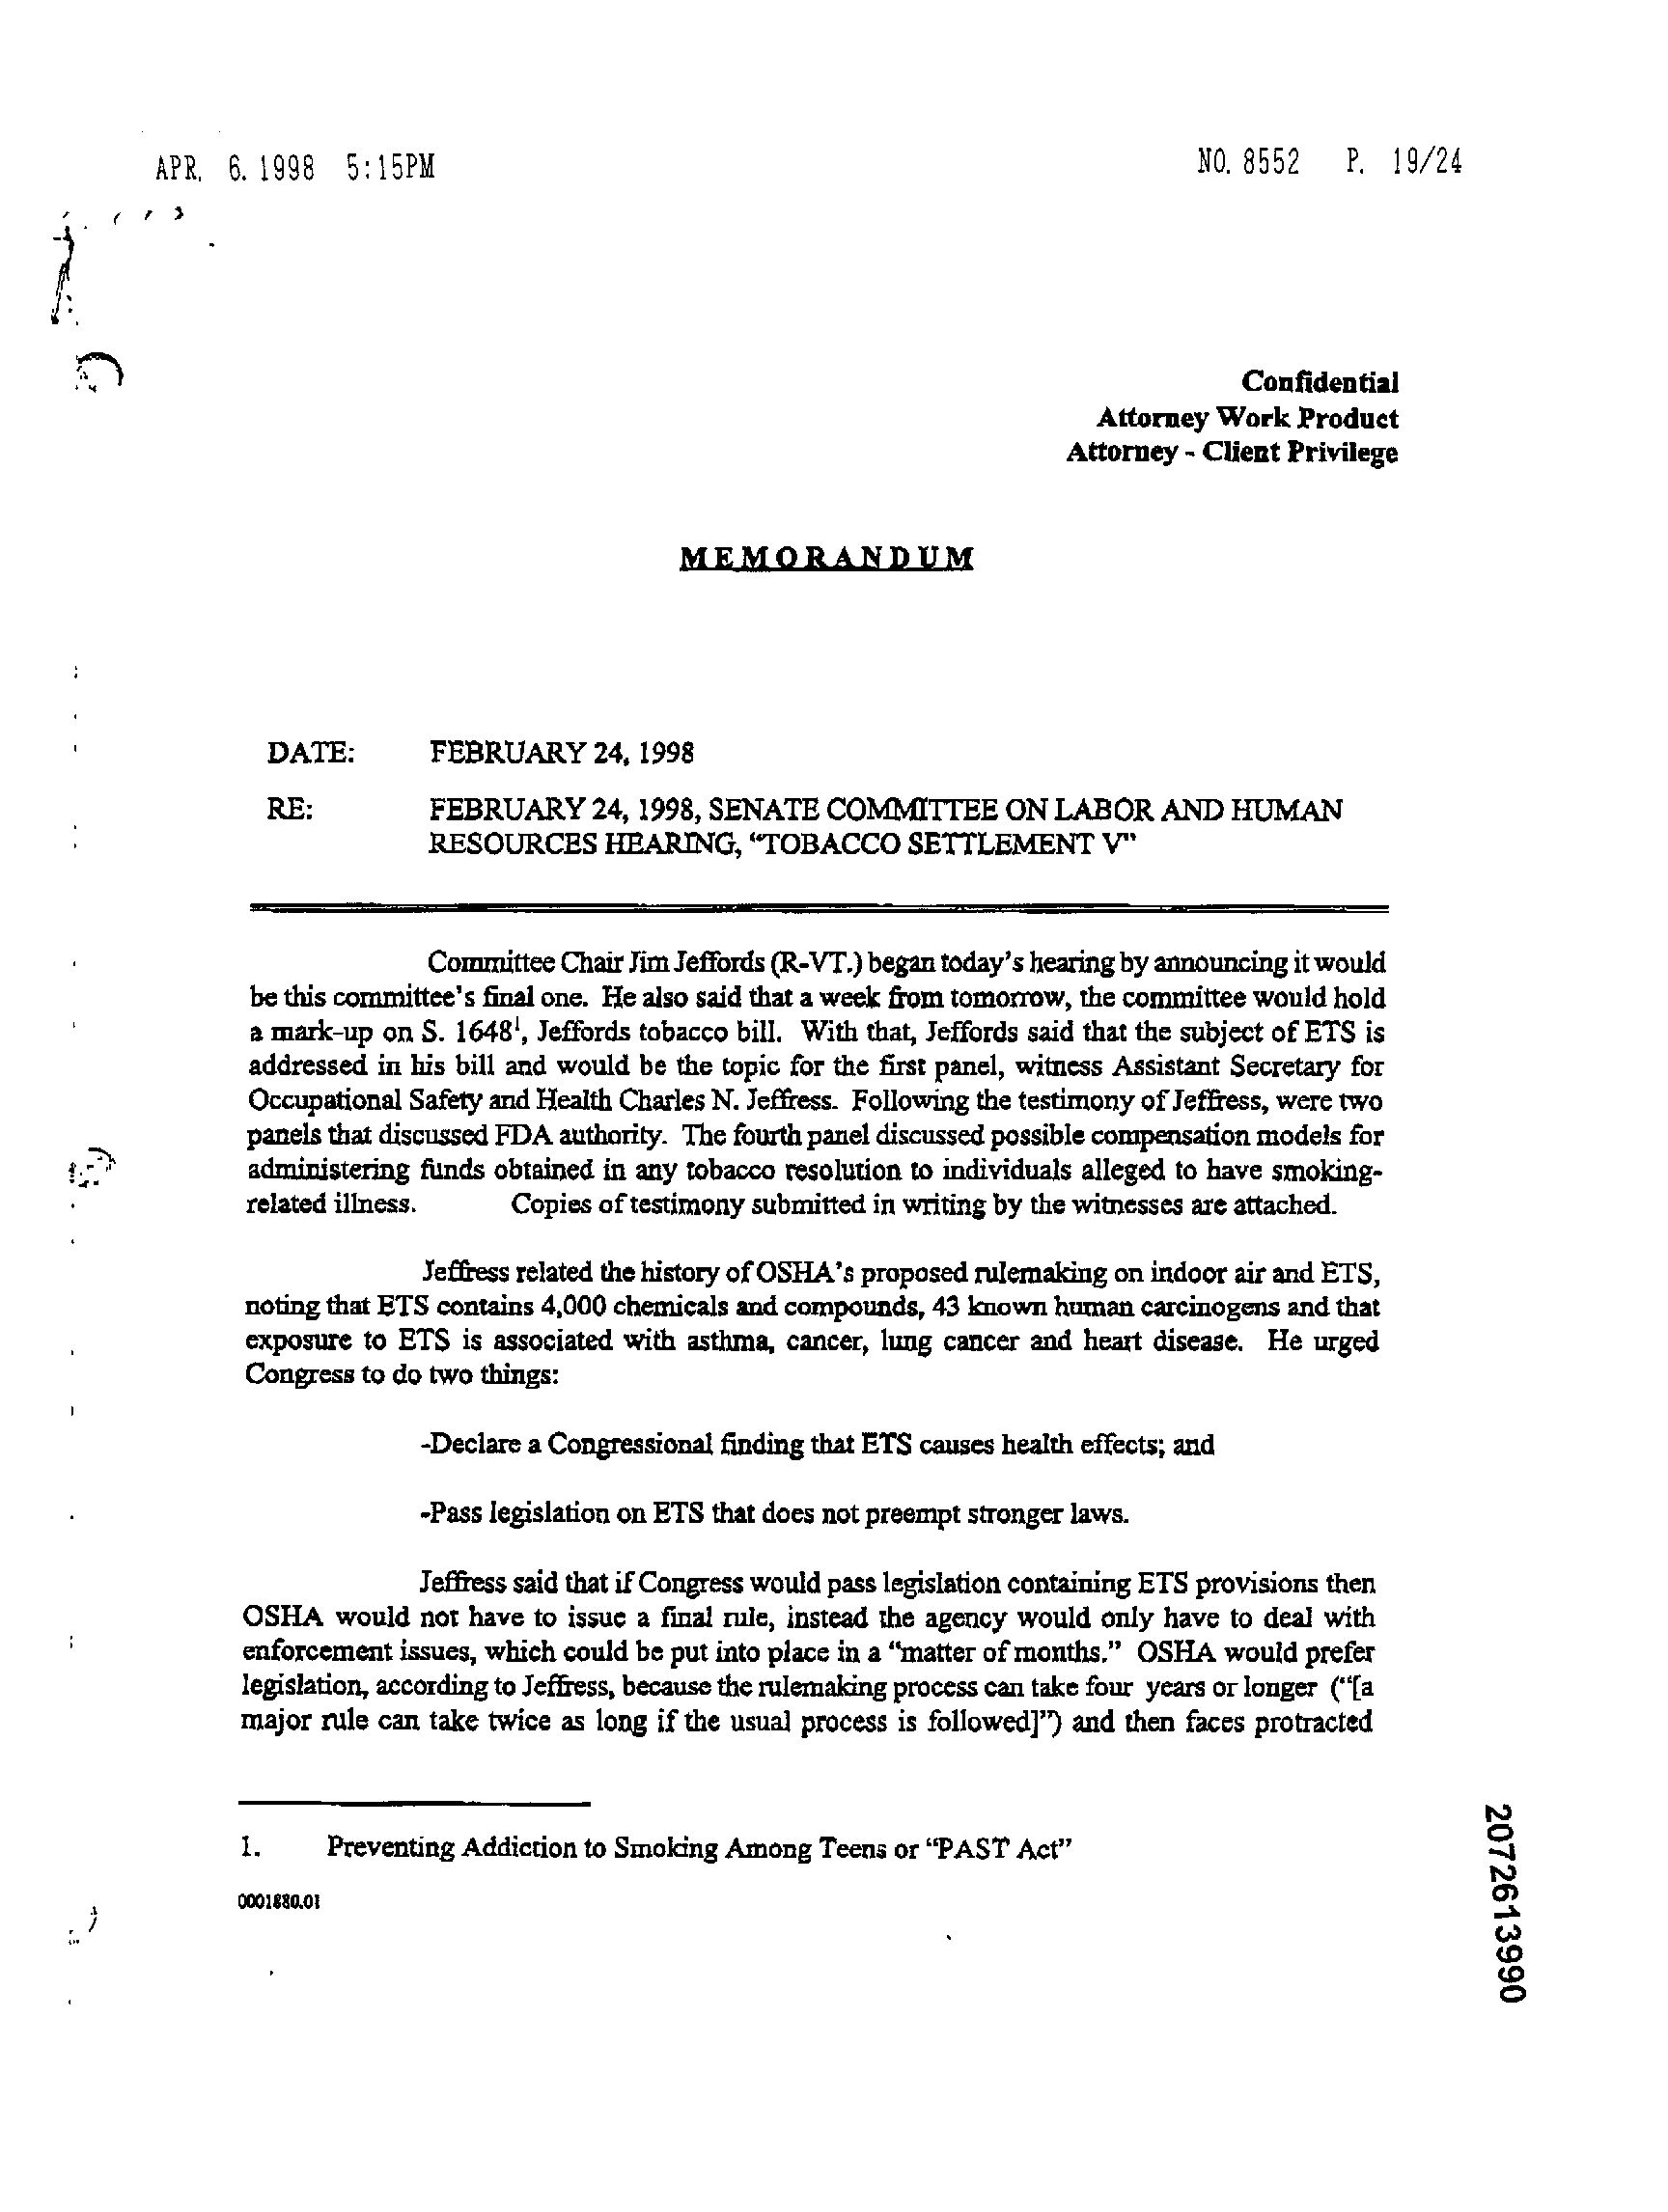 APR. 6. 1998 5:15PM NO. 8552 P. 19/24
Confidential
Attorney Work Product
Attorney - Client Privilege
MEMORANDUM
DATE: FEBRUARY 24, 1998
RE: FEBRUARY 24, 1998, SENATE COMMITTEE ON LABOR AND HUMAN
RESOURCES HEARING, "TOBACCO SETTLEMENT V"
Committee Chair Jim Jeffords (R-VT.) began today's hearing by announcing it would
be this committee's final one. He also said that a week from tomorrow, the committee would hold
a mark-up on S. 1648¹, Jeffords tobacco bill. With that, Jeffords said that the subject of ETS is
addressed in his bill and would be the topic for the first panel, witness Assistant Secretary for
Occupational Safety and Health Charles N. Jeffress. Following the testimony of Jeffress, were two
panels that discussed FDA authority. The fourth panel discussed possible compensation models for
administering funds obtained in any tobacco resolution to individuals alleged to have smoking-
related illness. Copies of testimony submitted in writing by the witnesses are attached.
Jeffress related the history of OSHA's proposed rulemaking on indoor air and ETS,
noting that ETS contains 4,000 chemicals and compounds, 43 known human carcinogens and that
exposure to ETS is associated with asthma, cancer, lung cancer and heart disease. He urged
Congress to do two things:
-Declare a Congressional finding that ETS causes health effects; and
-Pass legislation on ETS that does not preempt stronger laws.
Jeffress said that if Congress would pass legislation containing ETS provisions then
OSHA would not have to issue a final rule, instead the agency would only have to deal with
enforcement issues, which could be put into place in a "matter of months." OSHA would prefer
legislation, according to Jeffress, because the rulemaking process can take four years or longer ("[a
major rule can take twice as long if the usual process is followed]") and then faces protracted
1. Preventing Addiction to Smoking Among Teens or "PAST Act"
0001880.01
2072613990